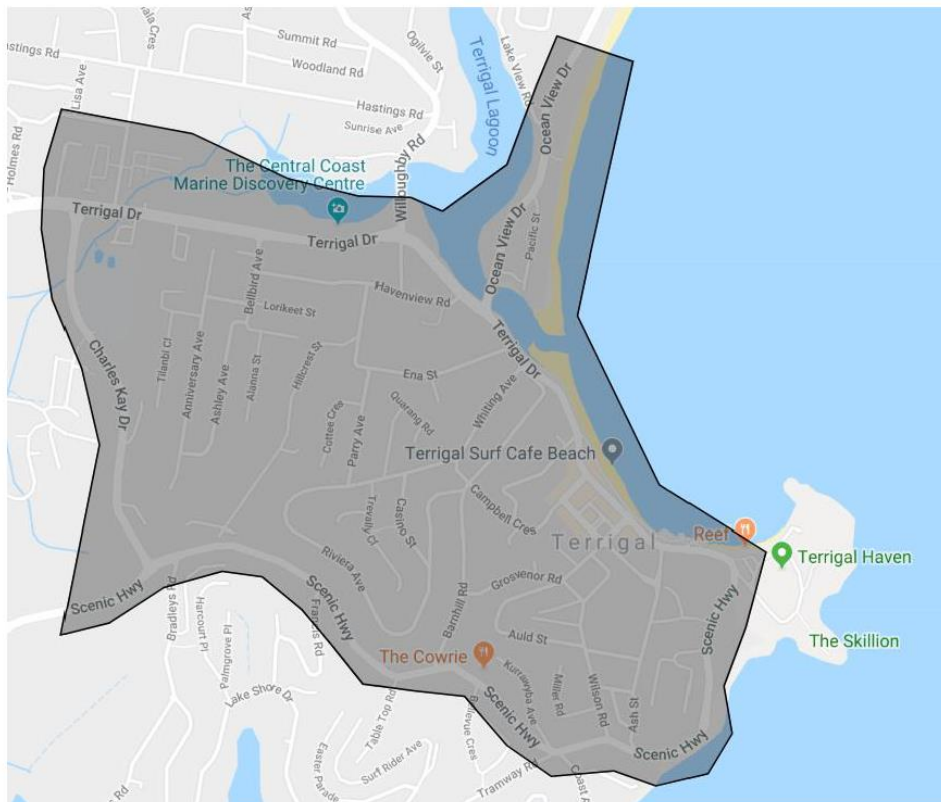 Summit Rd
Ogilvie St
Hastings Rd
Woodland Rd
Lisa Ave
Lake View Rd
Terrigal Lagoon
Ocean View Dr
Hastings Rd
Sunrise Ave
Holmes Rd
Willoughby Rd
The Central Coast
Marine Discovery Centre
Terrigal Dr
Terrigal Dr
Ocean View Dr
Pacific St
Bellbird Ave
Havenview Rd
Lorikeet St
Terrigal Dr
Charles Kay Dr
Tilanbi Cl
Anniversary Ave
Ashley Ave
Alanna St
Hillcrest St
Ena St
Whiting Ave
Quarang Rd
Cottee Cres
Parry Ave
Terrigal Surf Cafe Beach
Campbell Cres
Trevally Cl
Casino St
Reef
Terrigal
Terrigal Haven
Riviera Ave
Grosvenor Rd
Scenic Hwy
Bradleys Rd
Harcourt Pl
Palmgrove Pl
Francis Rd
Scenic Hwy
Barnhill Rd
Auld St
Scenic Hwy
The Skillion
The Cowrie
Kurrawyba Ave
Miller Rd
Wilson Rd
Ash St
Lake Shore Dr
Table Top Rd
Bellevue Cres
Scenic Hwy
Scenic Hwy
Surf Rider Ave
Easter Parade
Tramway Rd